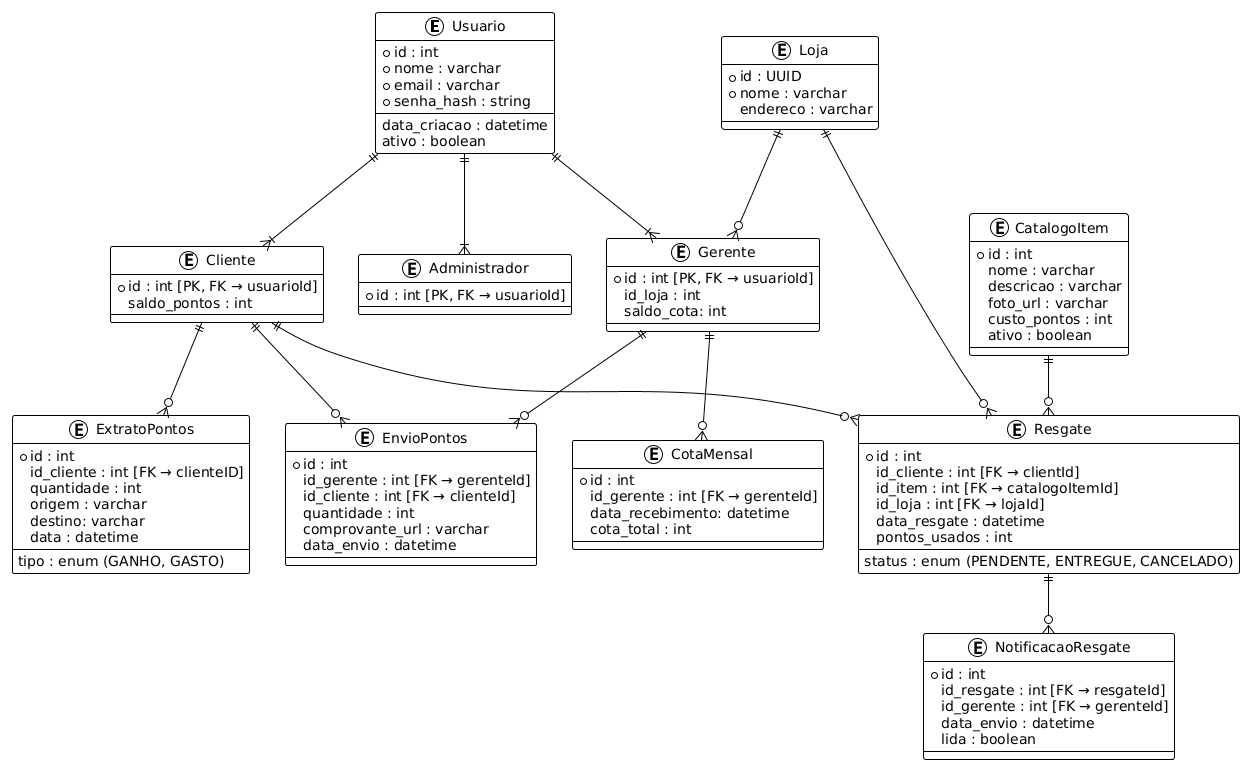 E Usuario
id : int
nome : varchar
email : varchar
senha_hash : string
data_criacao : datetime
ativo : boolean
E Loja
id : UUID
nome : varchar
endereco : varchar
E Cliente
id : int [PK, FK → usuarioId]
saldo_pontos : int
E Administrador
id : int [PK, FK → usuarioId]
E Gerente
id : int [PK, FK → usuarioId]
id_loja : int
saldo_cota: int
E CatalogoItem
id : int
nome : varchar
descricao : varchar
foto_url : varchar
custo_pontos : int
ativo : boolean
E ExtratoPontos
id : int
id_cliente : int [FK → clienteID]
quantidade : int
origem : varchar
destino: varchar
data : datetime
tipo : enum (GANHO, GASTO)
E EnvioPontos
id : int
id_gerente : int [FK → gerenteId]
id_cliente : int [FK → clienteId]
quantidade : int
comprovante_url : varchar
data_envio : datetime
E CotaMensal
id : int
id_gerente : int [FK → gerenteId]
data_recebimento: datetime
cota_total : int
E Resgate
id : int
id_cliente : int [FK → clientId]
id_item : int [FK → catalogoItemId]
id_loja : int [FK → lojaId]
data_resgate : datetime
pontos_usados : int
status : enum (PENDENTE, ENTREGUE, CANCELADO)
E NotificacaoResgate
id : int
id_resgate : int [FK → resgateId]
id_gerente : int [FK → gerenteId]
data_envio : datetime
lida : boolean